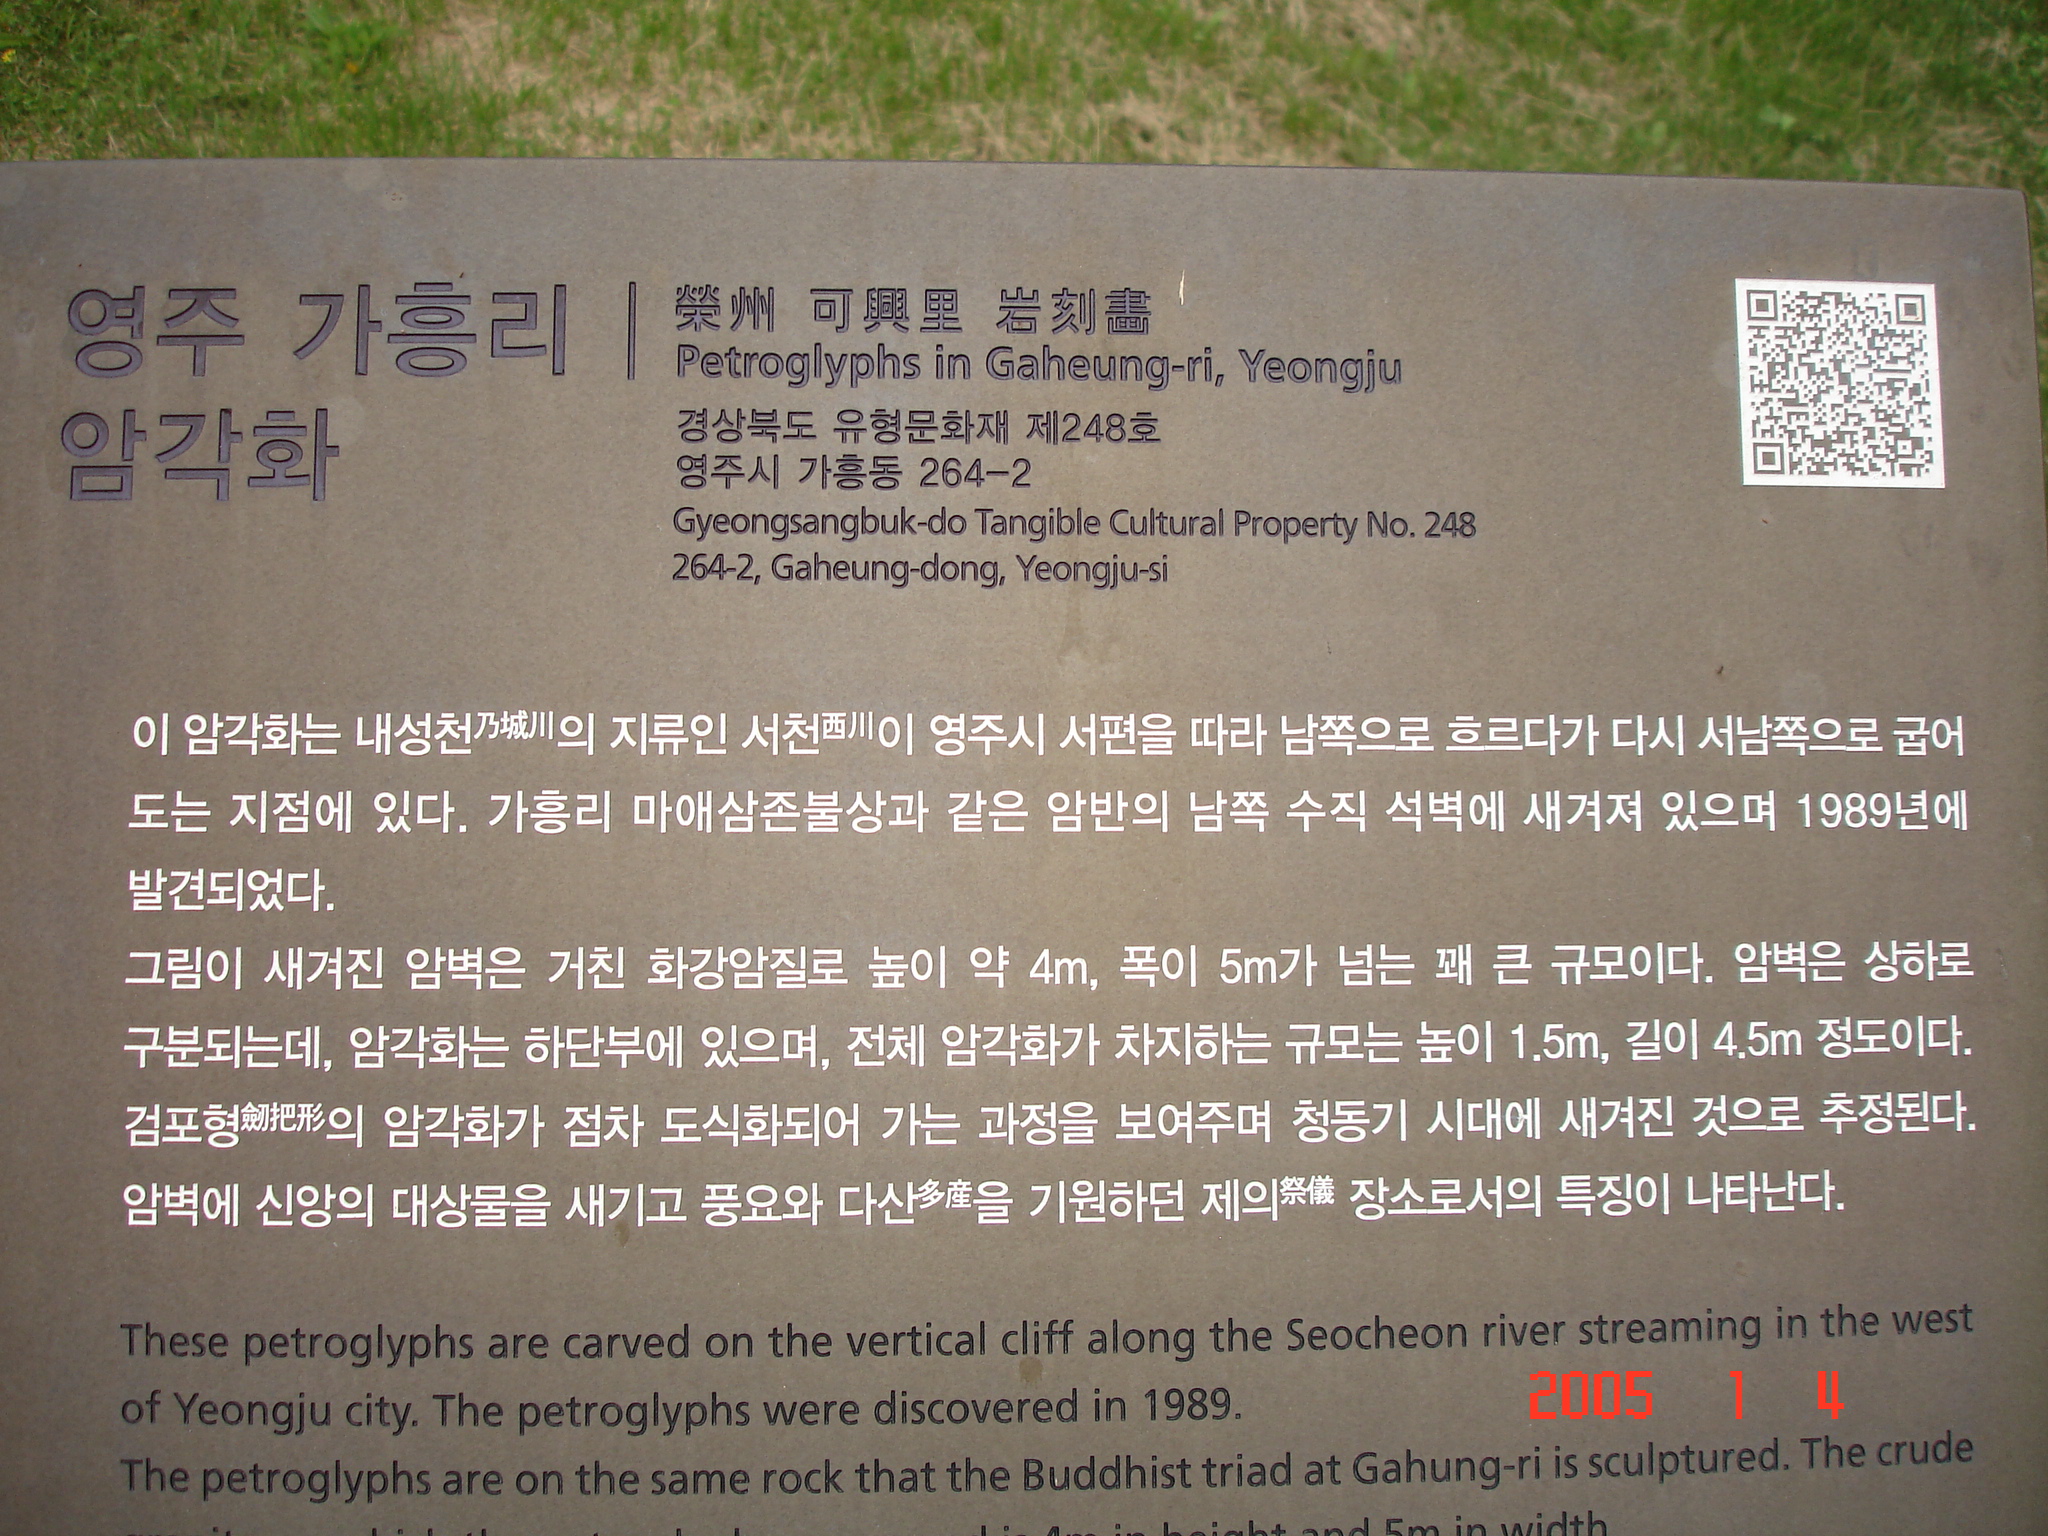 영주 가흥리
암각화
榮州 可興里 岩刻畵
Petroglyphs in Gaheung-ri, Yeongju
경상북도 유형문화재 제248호
영주시 가흥동 264-2
Gyeongsangbuk-do Tangible Cultural Property No. 248
264-2, Gaheung-dong, Yeongju-si
이 암각화는 내성천乃城川의 지류인 서천西川이 영주시 서편을 따라 남쪽으로 흐르다가 다시 서남쪽으로 굽어
도는 지점에 있다. 가흥리 마애삼존불상과 같은 암반의 남쪽 수직 석벽에 새겨져 있으며 1989년에
발견되었다.
그림이 새겨진 암벽은 거친 화강암질로 높이 약 4m, 폭이 5m가 넘는 꽤 큰 규모이다. 암벽은 상하로
구분되는데, 암각화는 하단부에 있으며, 전체 암각화가 차지하는 규모는 높이 1.5m, 길이 4.5m 정도이다.
검포형劒把形의 암각화가 점차 도식화되어 가는 과정을 보여주며 청동기 시대에 새겨진 것으로 추정된다.
암벽에 신앙의 대상물을 새기고 풍요와 다산多産을 기원하던 제의祭儀 장소로서의 특징이 나타난다.
These petroglyphs are carved on the vertical cliff along the Seocheon river streaming in the west
of Yeongju city. The petroglyphs were discovered in 1989.
The petroglyphs are on the same rock that the Buddhist triad at Gahung-ri is sculptured. The crude
is 4m in height and 5m in width
2005 1 4